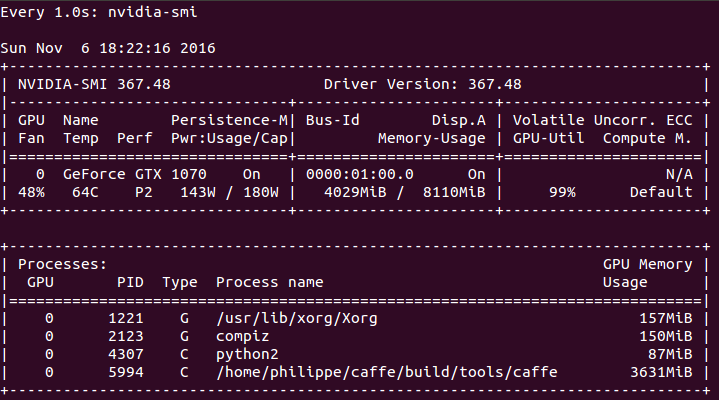 Every 1.0s: nvidia-smi
Sun Nov  6 18:22:16 2016
+-----------------------------------------------------------------------------+
| NVIDIA-SMI 367.48                 Driver Version: 367.48                    |
|-------------------------------+----------------------+----------------------+
| GPU  Name        Persistence-M| Bus-Id        Disp.A | Volatile Uncorr. ECC |
| Fan  Temp  Perf  Pwr:Usage/Cap|         Memory-Usage | GPU-Util  Compute M. |
|===============================+======================+======================|
|   0  GeForce GTX 1070    On   | 0000:01:00.0      On |                  N/A |
| 48%   64C    P2   143W / 180W |   4029MiB /  8110MiB |     99%      Default |
+-------------------------------+----------------------+----------------------+
+-----------------------------------------------------------------------------+
| Processes:                                                       GPU Memory |
|  GPU       PID  Type  Process name                               Usage      |
|=============================================================================|
|    0      1221    G   /usr/lib/xorg/Xorg                             157MiB |
|    0      2123    G   compiz                                         150MiB |
|    0      4307    C   python2                                         87MiB |
|    0      5994    C   /home/philippe/caffe/build/tools/caffe        3631MiB |
+-----------------------------------------------------------------------------+